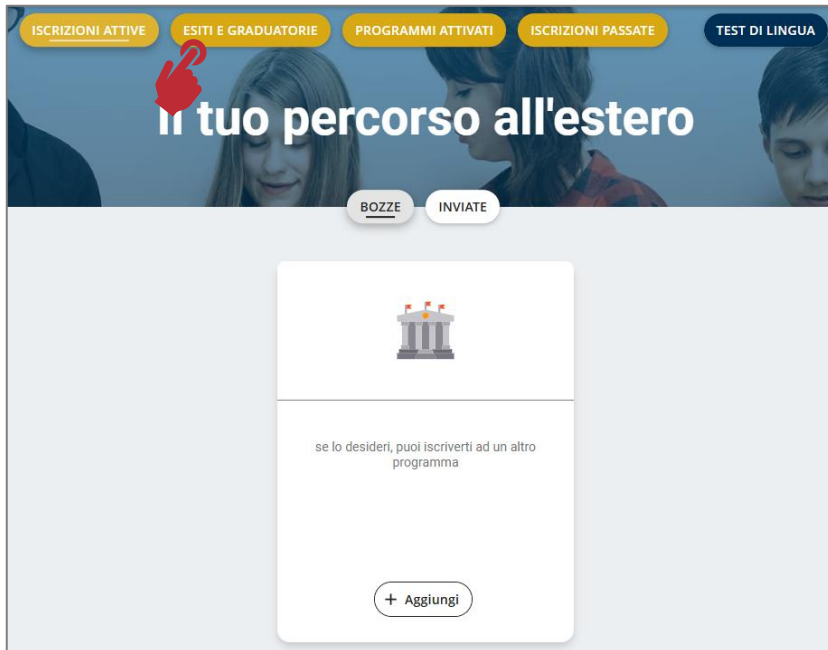 ISCRIZIONI ATTIVE
ESITI E GRADUATORIE
PROGRAMMI ATTIVATI
ISCRIZIONI PASSATE
TEST DI LINGUA
Il tuo percorso all'estero
BOZZE
INVIATE
se lo desideri, puoi iscriverti ad un altro
programma
+ Aggiungi